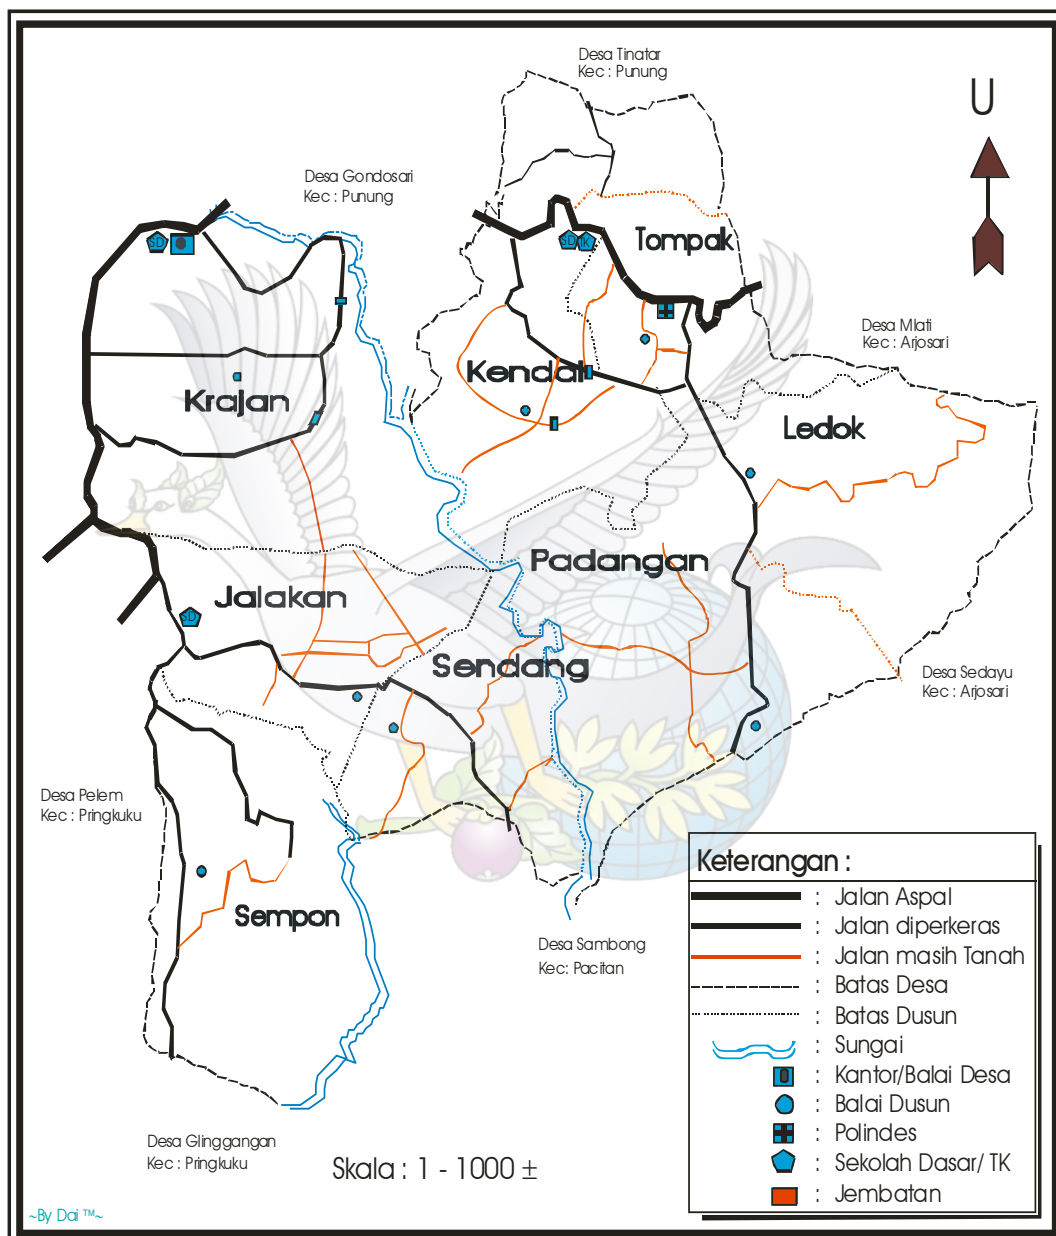 Desa Tinatar
Kec : Punung
U
Desa Gondosari
Kec : Punung
SD
SD
TK
Tompak
Desa Mlati
Kec : Arjosari
Kendal
Krajan
Ledok
Padangan
Jalakan
SD
Sendang
Desa Sedayu
Kec : Arjosari
Desa Pelem
Kec : Pringkuku
Sempon
Desa Sambong
Kec: Pacitan
Keterangan :
: Jalan Aspal
: Jalan diperkeras
: Jalan masih Tanah
: Batas Desa
: Batas Dusun
: Sungai
: Kantor/Balai Desa
: Balai Dusun
: Polindes
: Sekolah Dasar/ TK
: Jembatan
Desa Glinggangan
Kec : Pringkuku
Skala : 1 - 1000 ±
~By Dai ™~